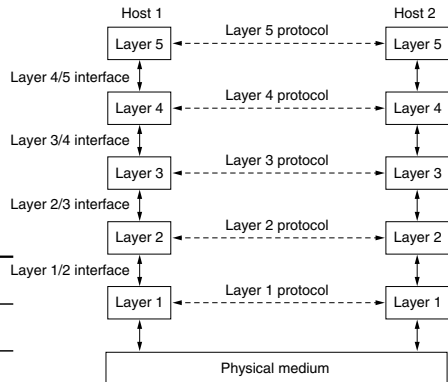 Host 1 Host 2
Layer 5 Layer 5 protocol Layer 5
Layer 4/5 interface
Layer 4 Layer 4 protocol Layer 4
Layer 3/4 interface
Layer 3 Layer 3 protocol Layer 3
Layer 2/3 interface
Layer 2 Layer 2 protocol Layer 2
Layer 1/2 interface
Layer 1 Layer 1 protocol Layer 1
Physical medium